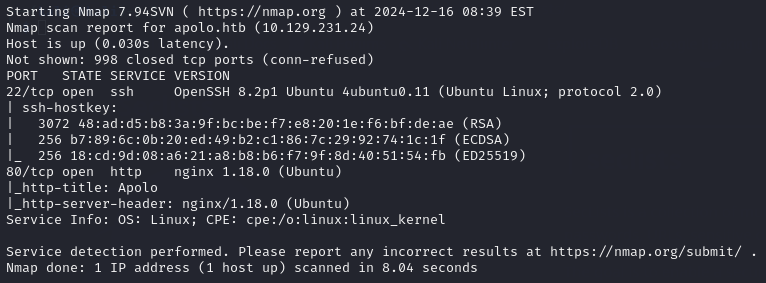 Starting Nmap 7.94SVN ( https://nmap.org ) at 2024-12-16 08:39 EST
Nmap scan report for apolo.htb (10.129.231.24)
Host is up (0.030s latency).
Not shown: 998 closed tcp ports (conn-refused)
PORT   STATE SERVICE VERSION
22/tcp open  ssh     OpenSSH 8.2p1 Ubuntu 4ubuntu0.11 (Ubuntu Linux; protocol 2.0)
| ssh-hostkey:
|   3072 48:ad:d5:b8:3a:9f:bc:be:f7:e8:20:1e:f6:bf:de:ae (RSA)
|   256 b7:89:6c:0b:20:ed:49:b2:c1:86:7c:29:92:74:1c:1f (ECDSA)
|_  256 18:cd:9d:08:a6:21:a8:b8:b6:f7:9f:8d:40:51:54:fb (ED25519)
80/tcp open  http    nginx 1.18.0 (Ubuntu)
|_http-title: Apolo
|_http-server-header: nginx/1.18.0 (Ubuntu)
Service Info: OS: Linux; CPE: cpe:/o:linux:linux_kernel

Service detection performed. Please report any incorrect results at https://nmap.org/submit/ .
Nmap done: 1 IP address (1 host up) scanned in 8.04 seconds